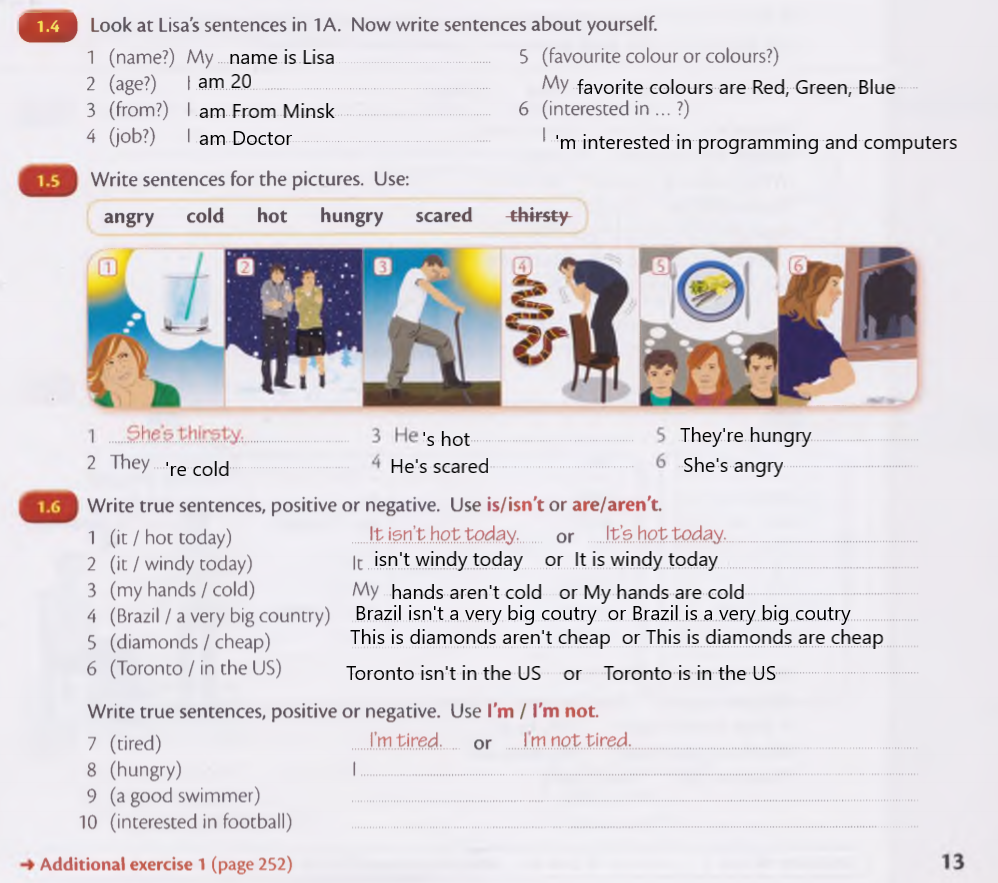 1.4 Look at Lisa's sentences in 1A. Now write sentences about yourself.
1 (name?) My name is Lisa
2 (age?) I am 20
3 (from?) I am From Minsk
4 (job?) I am Doctor
5 (favourite colour or colours?)
My favorite colours are Red, Green, Blue
6 (interested in ... ?)
I 'm interested in programming and computers
1.5 Write sentences for the pictures. Use:
angry cold hot hungry scared thirsty
1 2 3 4 5 6
1 She's thirsty.
2 They 're cold
3 He 's hot
4 He's scared
5 They're hungry
6 She's angry
1.6 Write true sentences, positive or negative. Use is/isn't or are/aren't.
1 (it / hot today) It isn't hot today. or It's hot today.
2 (it / windy today) It isn't windy today or It is windy today
3 (my hands / cold) My hands aren't cold or My hands are cold
4 (Brazil / a very big country) Brazil isn't a very big coutry or Brazil is a very big coutry
5 (diamonds / cheap) This is diamonds aren't cheap or This is diamonds are cheap
6 (Toronto / in the US) Toronto isn't in the US or Toronto is in the US
Write true sentences, positive or negative. Use I'm / I'm not.
7 (tired) I'm tired. or I'm not tired.
8 (hungry) I
9 (a good swimmer)
10 (interested in football)
→ Additional exercise 1 (page 252)
13